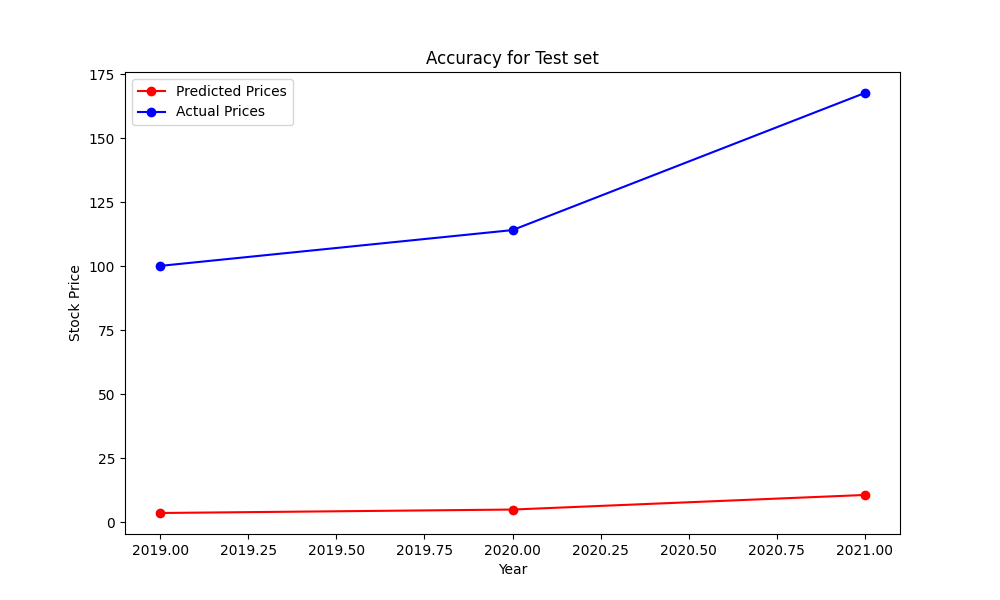 Accuracy for Test set
Predicted Prices
Actual Prices
175
150
125
100
75
50
25
0
Stock Price
2019.00 2019.25 2019.50 2019.75 2020.00 2020.25 2020.50 2020.75 2021.00
Year